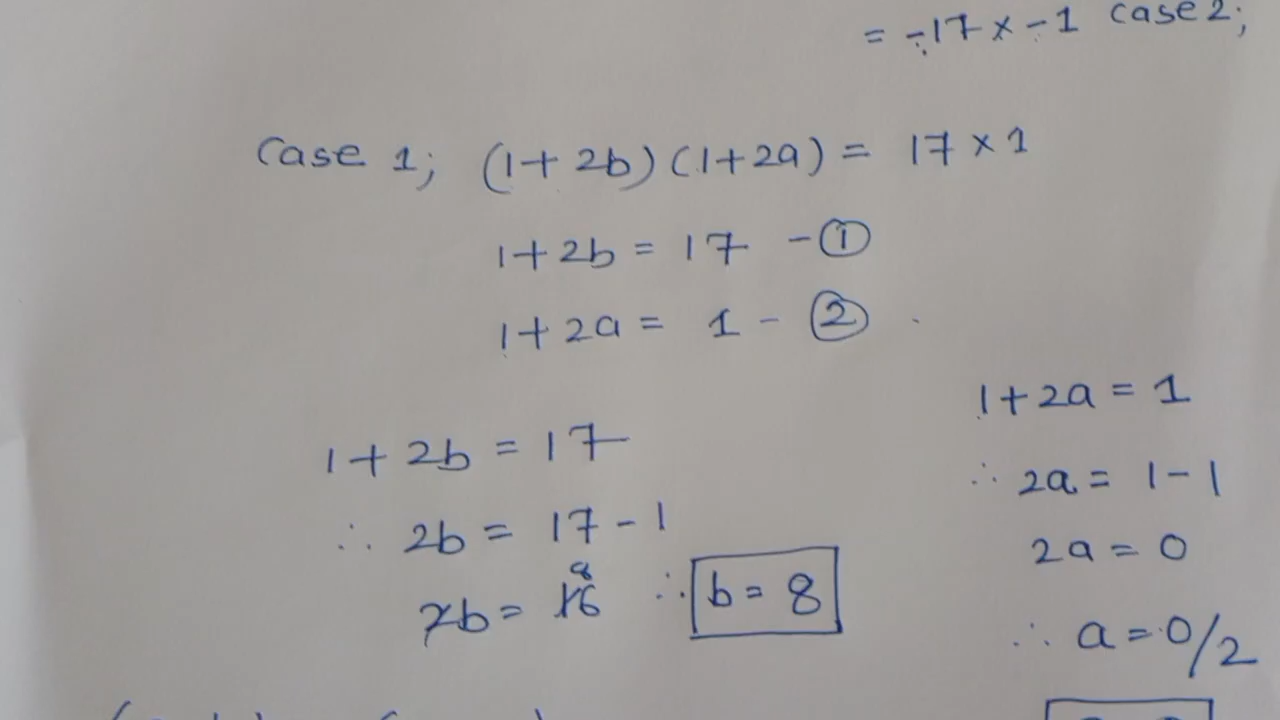 = -17 × -1 case 2;
Case 1; (1+2b)(1+2a) = 17 × 1
1+2b = 17 - ①
1+2a = 1 - ②
1+2b = 17
∴ 2b = 17-1
2b = 16 8 ∴ b = 8
1+2a = 1
∴ 2a = 1-1
2a = 0
∴ a = 0/2